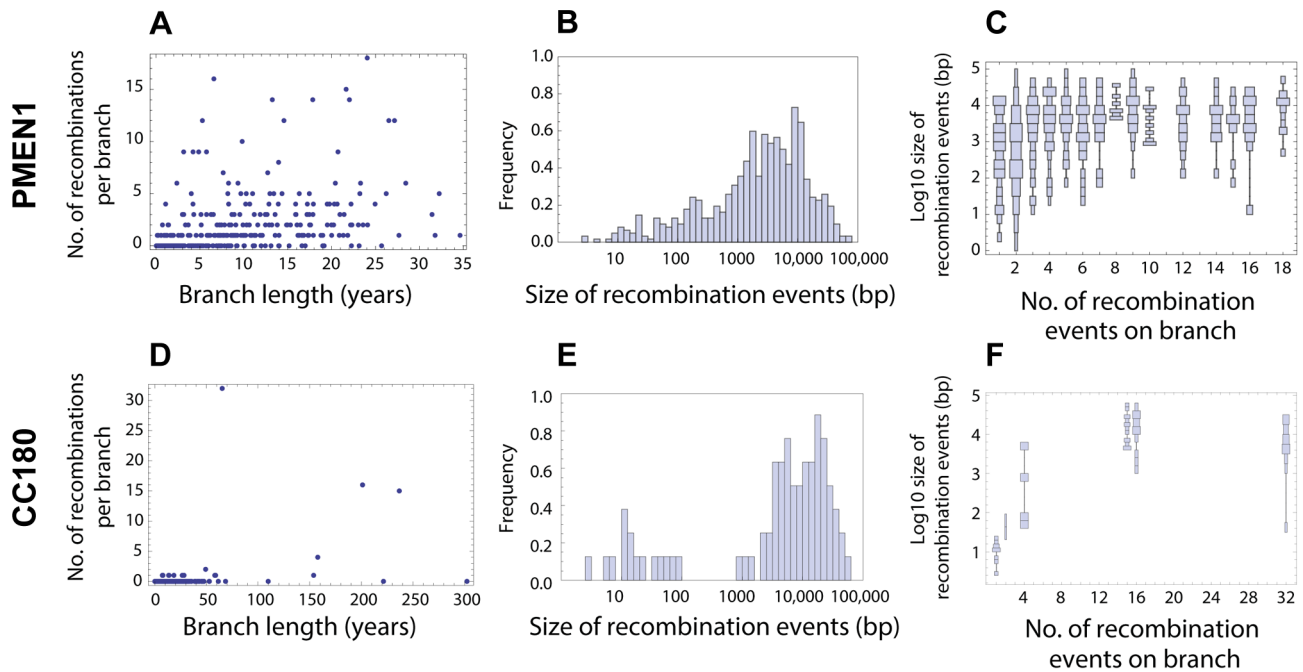 PMEN1
A
No. of recombinations
per branch
15
10
5
0
0 5 10 15 20 25 30 35
Branch length (years)
B
Frequency
1.0
0.8
0.6
0.4
0.2
0.0
10 100 1000 10,000 100,000
Size of recombination events (bp)
C
Log10 size of
recombination events (bp)
5
4
3
2
1
0
2 4 6 8 10 12 14 16 18
No. of recombination
events on branch
CC180
D
No. of recombinations
per branch
30
25
20
15
10
5
0
0 50 100 150 200 250 300
Branch length (years)
E
Frequency
1.0
0.8
0.6
0.4
0.2
0.0
10 100 1000 10,000 100,000
Size of recombination events (bp)
F
Log10 size of
recombination events (bp)
5
4
3
2
1
4 8 12 16 20 24 28 32
No. of recombination
events on branch